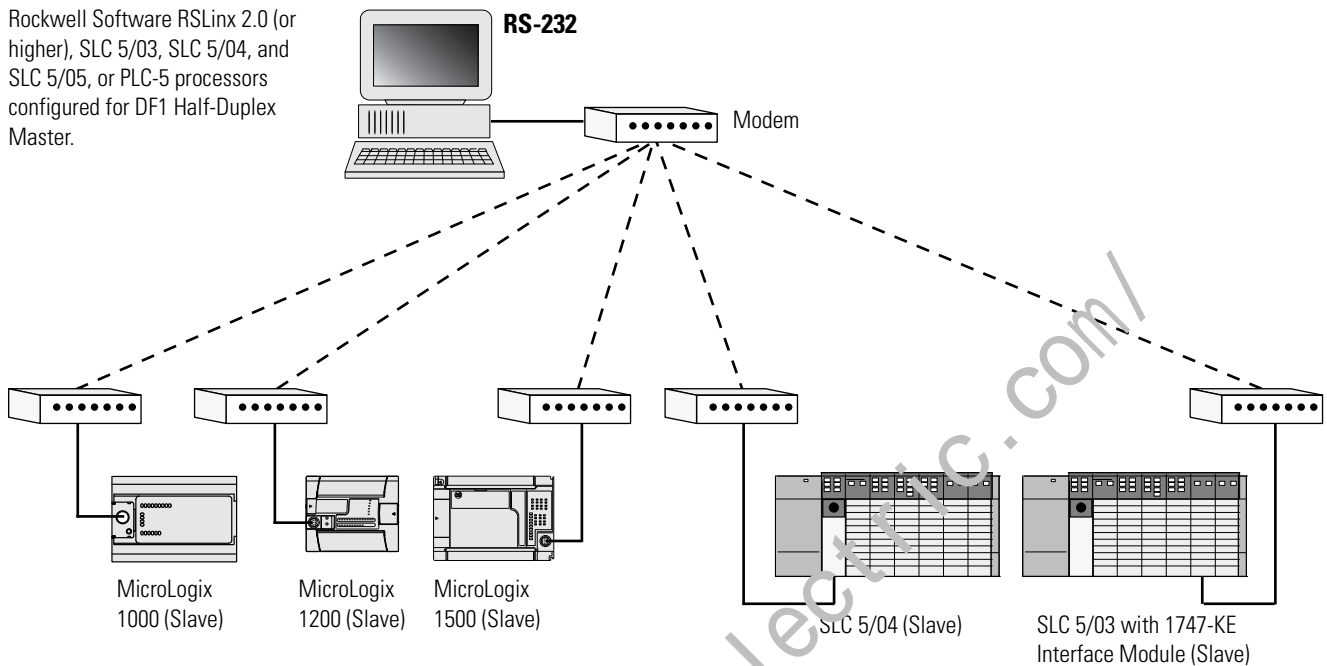 Rockwell Software RSLinx 2.0 (or
higher), SLC 5/03, SLC 5/04, and
SLC 5/05, or PLC-5 processors
configured for DF1 Half-Duplex
Master.
RS-232
Modem
MicroLogix
1000 (Slave)
MicroLogix
1200 (Slave)
MicroLogix
1500 (Slave)
SLC 5/04 (Slave)
SLC 5/03 with 1747-KE
Interface Module (Slave)
lectric.com/